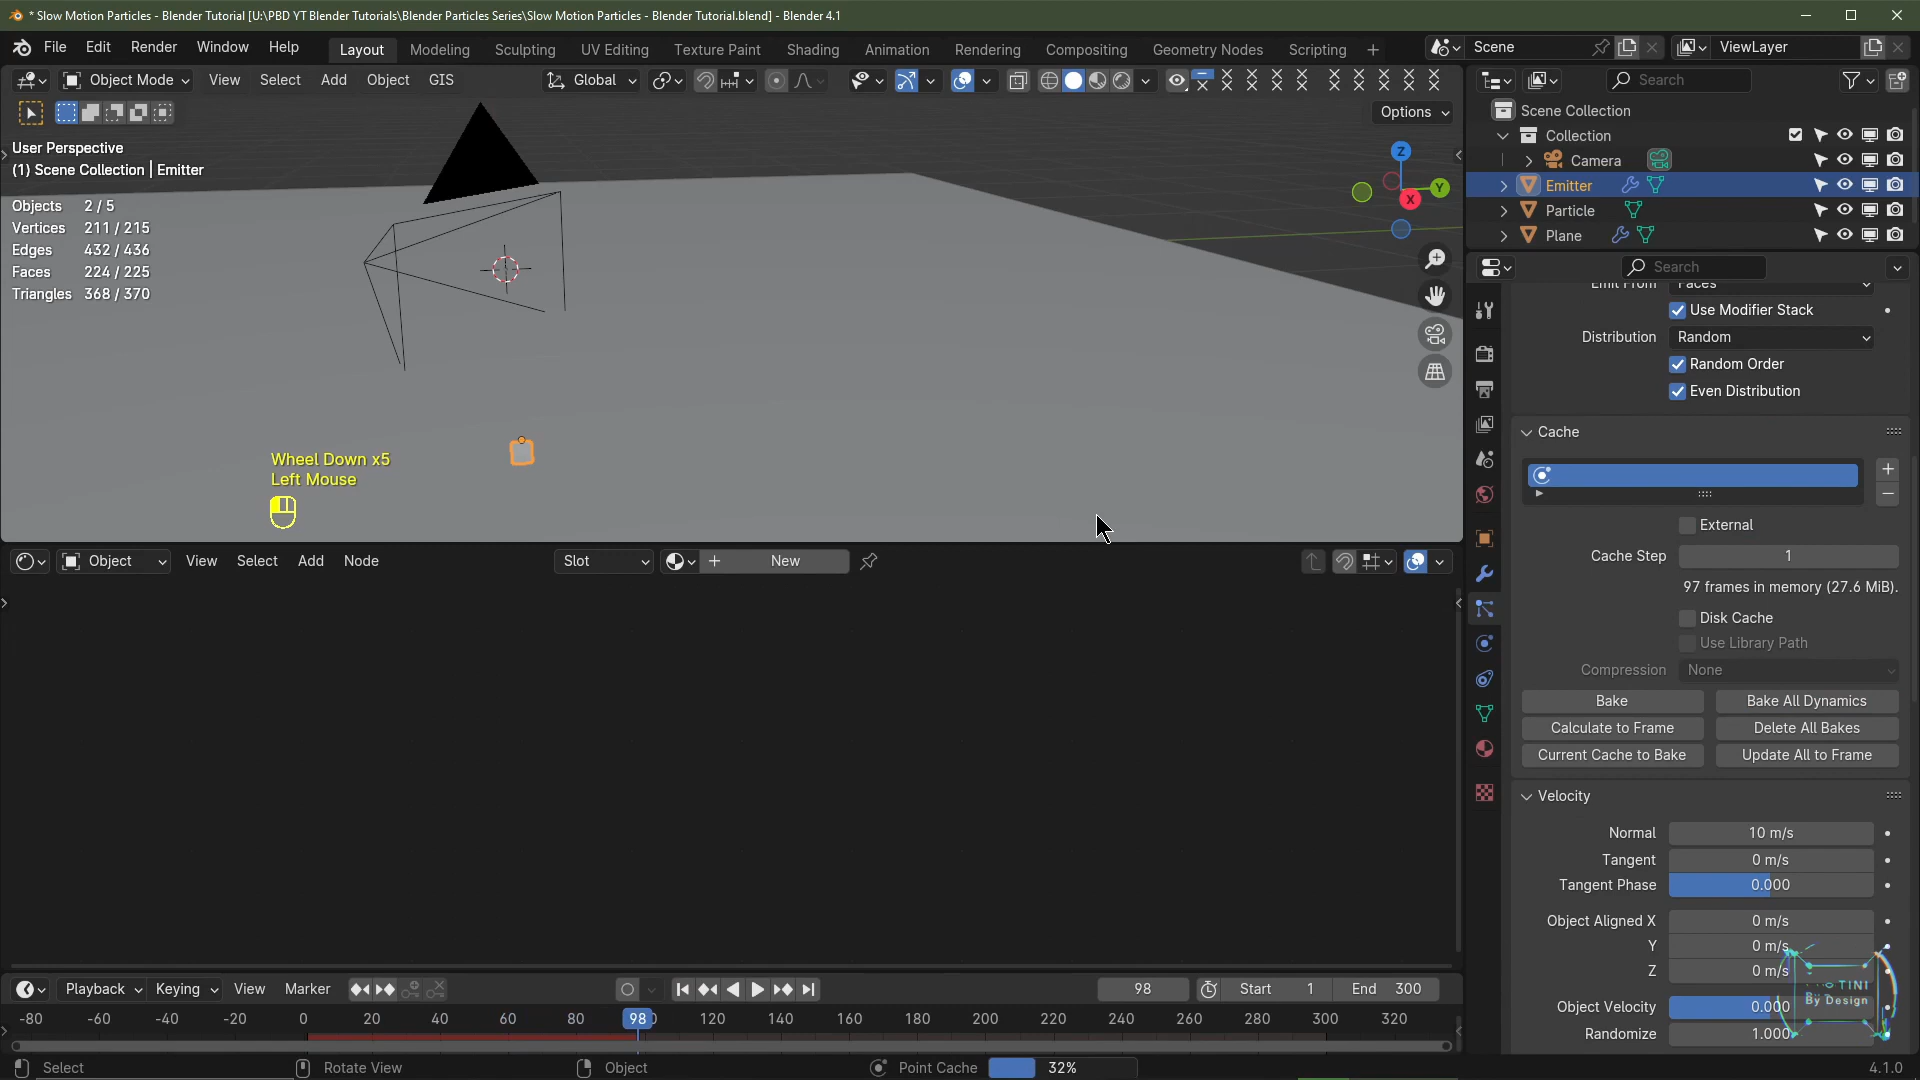 * Slow Motion Particles - Blender Tutorial [U:\PBD YT Blender Tutorials\Blender Particles Series\Slow Motion Particles - Blender Tutorial.blend] - Blender 4.1
File Edit Render Window Help Layout Modeling Sculpting UV Editing Texture Paint Shading Animation Rendering Compositing Geometry Nodes Scripting Scene ViewLayer
Object Mode View Select Add Object GIS Global Search
Options
User Perspective
(1) Scene Collection | Emitter
Objects 2 / 5
Vertices 211 / 215
Edges 432 / 436
Faces 224 / 225
Triangles 368 / 370
Z
Y
X
Wheel Down x5
Left Mouse
Scene Collection
Collection
Camera
Emitter
Particle
Plane
Search
Emit From Faces
Use Modifier Stack
Distribution Random
Random Order
Even Distribution
Cache
External
Cache Step 1
97 frames in memory (27.6 MiB).
Disk Cache
Use Library Path
Compression None
Bake Bake All Dynamics
Calculate to Frame Delete All Bakes
Current Cache to Bake Update All to Frame
Velocity
Normal 10 m/s
Tangent 0 m/s
Tangent Phase 0.000
Object Aligned X 0 m/s
Y 0 m/s
Z 0 m/s
Object Velocity 0.000
Randomize 1.000
By Design
Object View Select Add Node Slot New
Playback Keying View Marker 98 Start 1 End 300
-80 -60 -40 -20 0 20 40 60 80 98 120 140 160 180 200 220 240 260 280 300 320
Select Rotate View Object Point Cache 32% 4.1.0